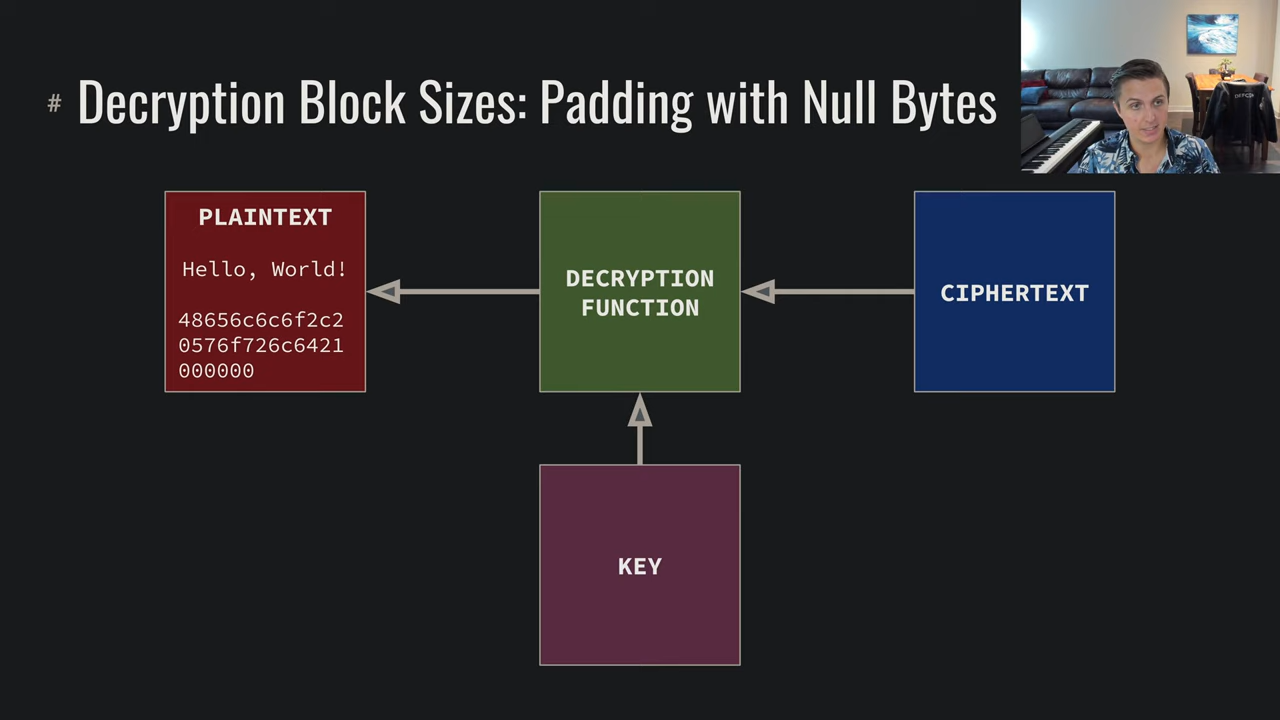 # Decryption Block Sizes: Padding with Null Bytes
PLAINTEXT
Hello, World!
48656c6c6f2c2
0576f726c6421
000000
DECRYPTION
FUNCTION
CIPHERTEXT
KEY